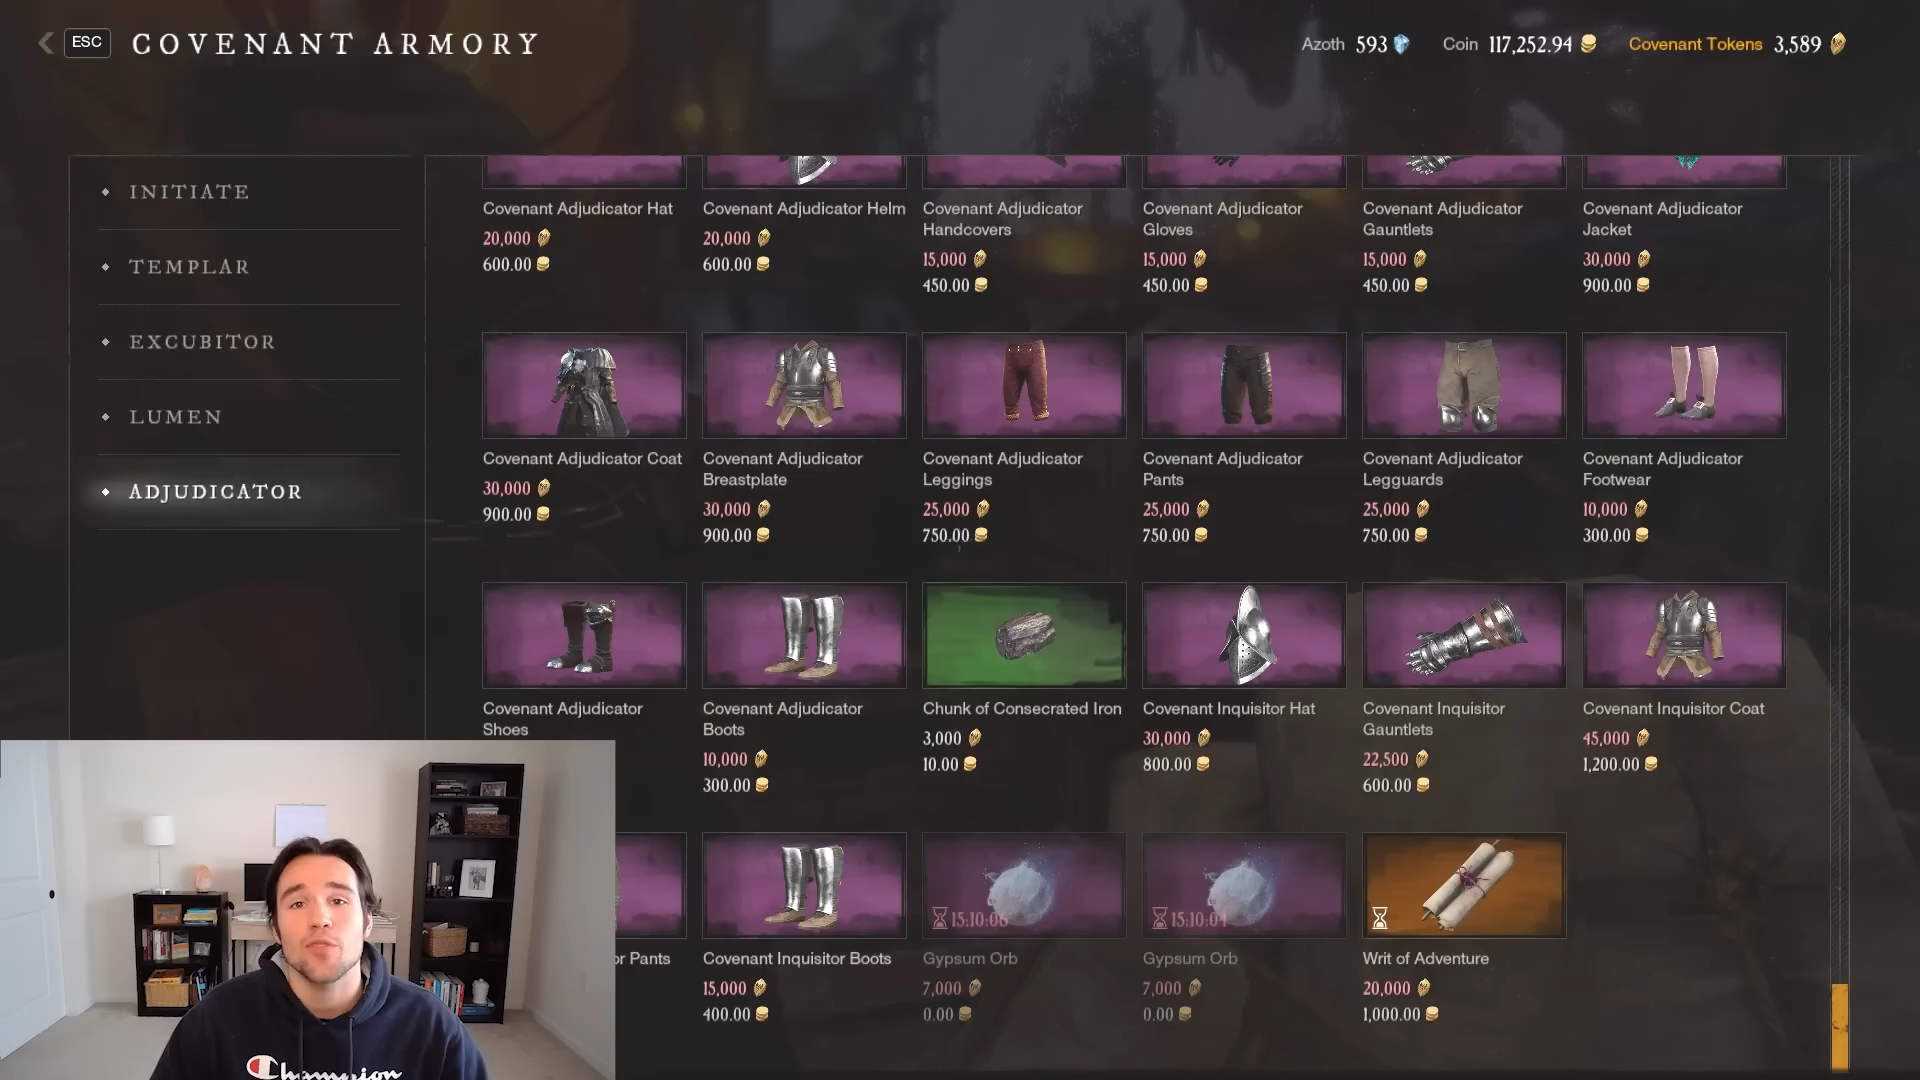 ESC COVENANT ARMORY
Azoth 593 Coin 117,252.94 Covenant Tokens 3,589
INITIATE
TEMPLAR
EXCUBITOR
LUMEN
ADJUDICATOR
Covenant Adjudicator Hat
20,000
600.00
Covenant Adjudicator Helm
20,000
600.00
Covenant Adjudicator
Handcovers
15,000
450.00
Covenant Adjudicator
Gloves
15,000
450.00
Covenant Adjudicator
Gauntlets
15,000
450.00
Covenant Adjudicator
Jacket
30,000
900.00
Covenant Adjudicator Coat
30,000
900.00
Covenant Adjudicator
Breastplate
30,000
900.00
Covenant Adjudicator
Leggings
25,000
750.00
Covenant Adjudicator
Pants
25,000
750.00
Covenant Adjudicator
Legguards
25,000
750.00
Covenant Adjudicator
Footwear
10,000
300.00
Covenant Adjudicator
Shoes
Covenant Adjudicator
Boots
10,000
300.00
Chunk of Consecrated Iron
3,000
10.00
Covenant Inquisitor Hat
30,000
800.00
Covenant Inquisitor
Gauntlets
22,500
600.00
Covenant Inquisitor Coat
45,000
1,200.00
or Pants
Covenant Inquisitor Boots
15,000
400.00
15:10:06
Gypsum Orb
7,000
0.00
15:10:04
Gypsum Orb
7,000
0.00
Writ of Adventure
20,000
1,000.00
Champion